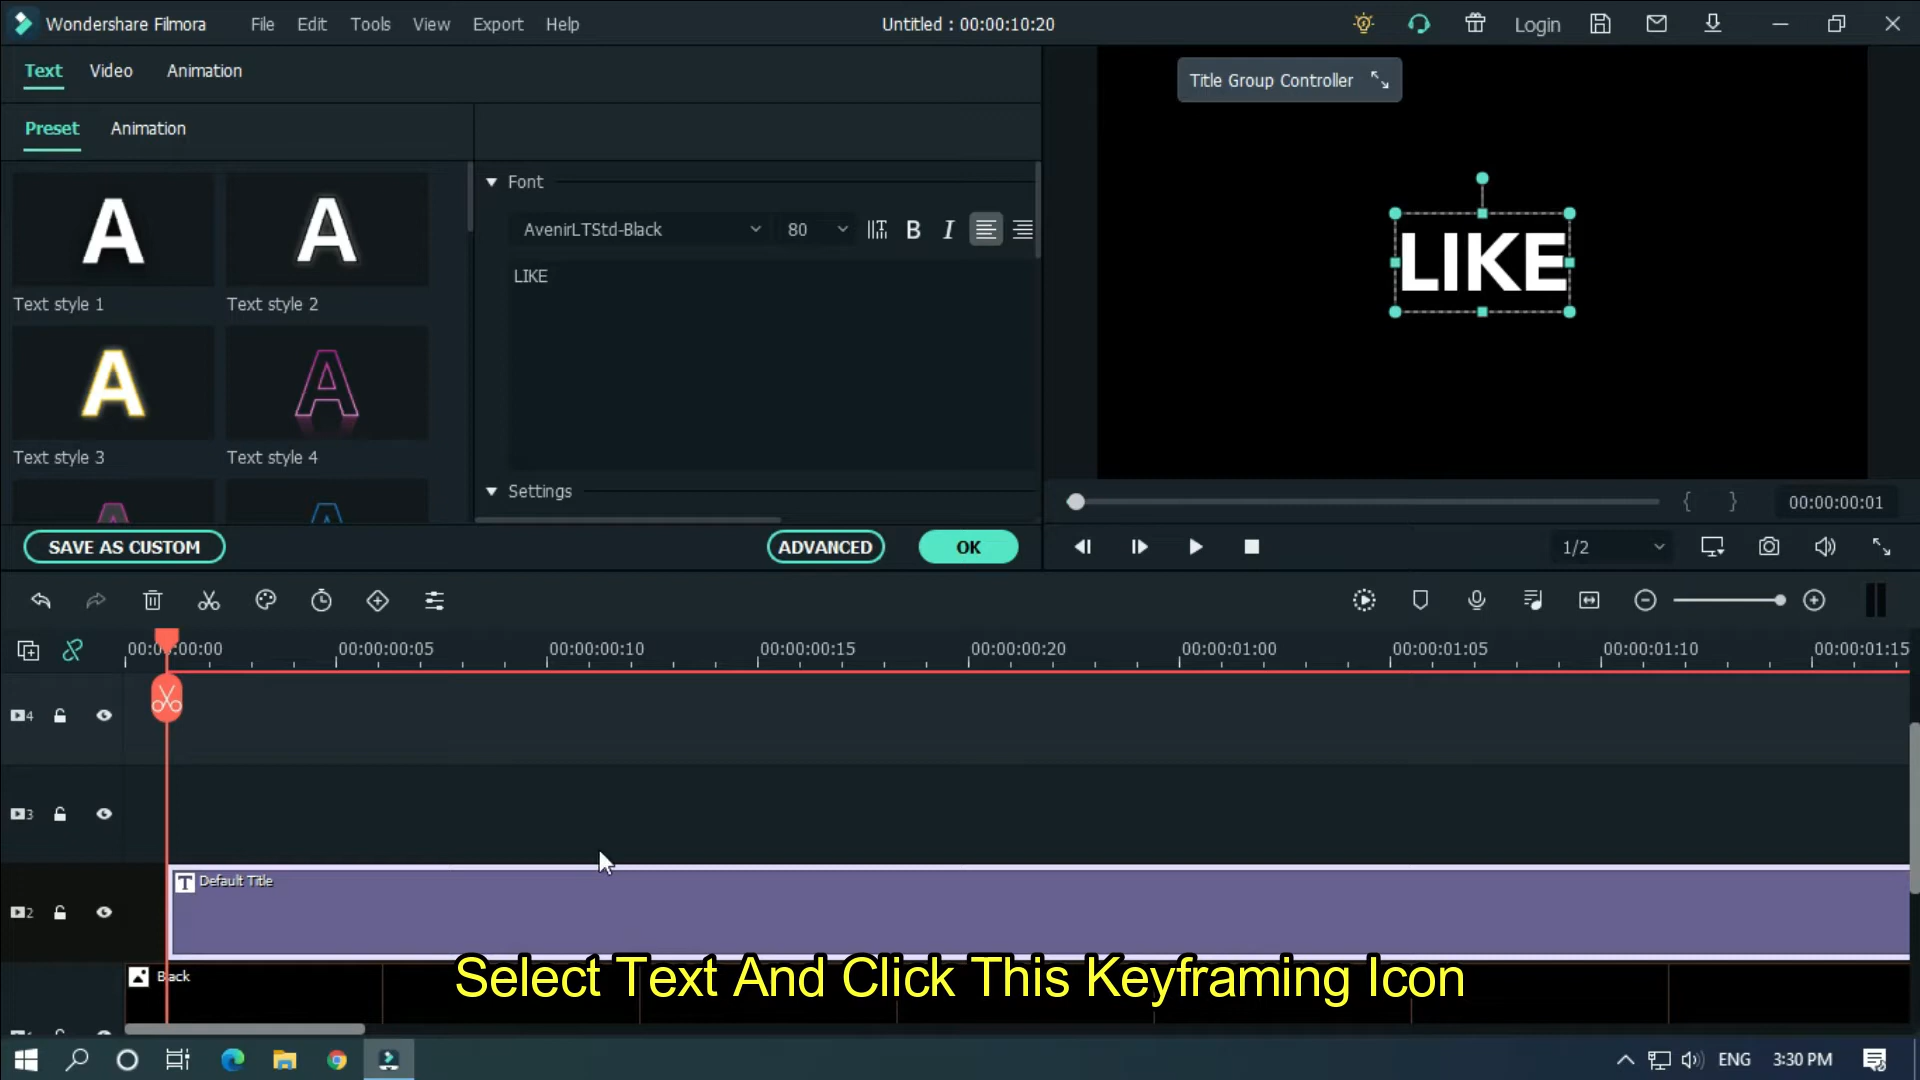 Wondershare Filmora File Edit Tools View Export Help Untitled : 00:00:10:20 Login
Text Video Animation
Title Group Controller
Preset Animation
Font
A A
AvenirLTStd-Black 80 B I
LIKE
LIKE
Text style 1 Text style 2
A A
Text style 3 Text style 4
Settings
{ } 00:00:00:01
SAVE AS CUSTOM ADVANCED OK 1/2
00:00:00:05 00:00:00:10 00:00:00:15 00:00:00:20 00:00:01:00 00:00:01:05 00:00:01:10 00:00:01:15
4
3
T Default Title
2
Black
Select Text And Click This Keyframing Icon
ENG 3:30 PM